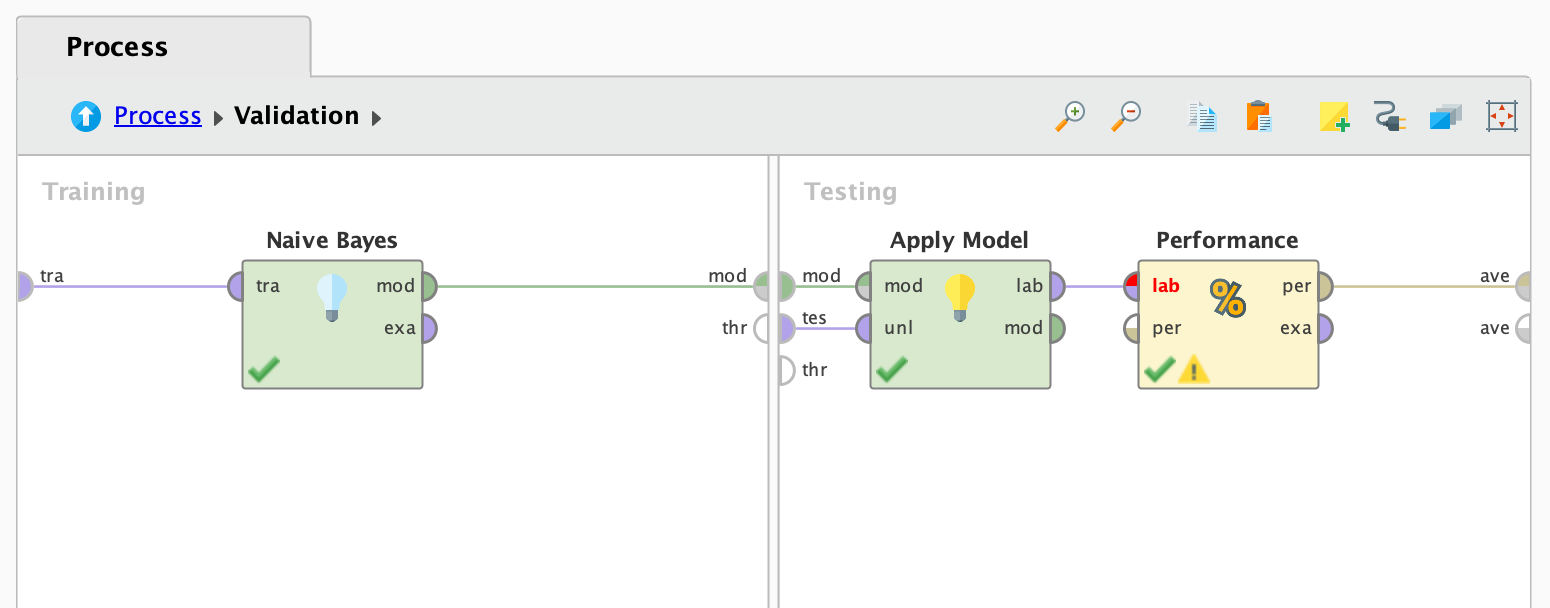 Process
Process Validation
Training
Testing
Naive Bayes
tra
tra
mod
exa
mod
thr
Apply Model
mod
tes
thr
mod
unl
lab
mod
Performance
lab
per
per
exa
ave
ave